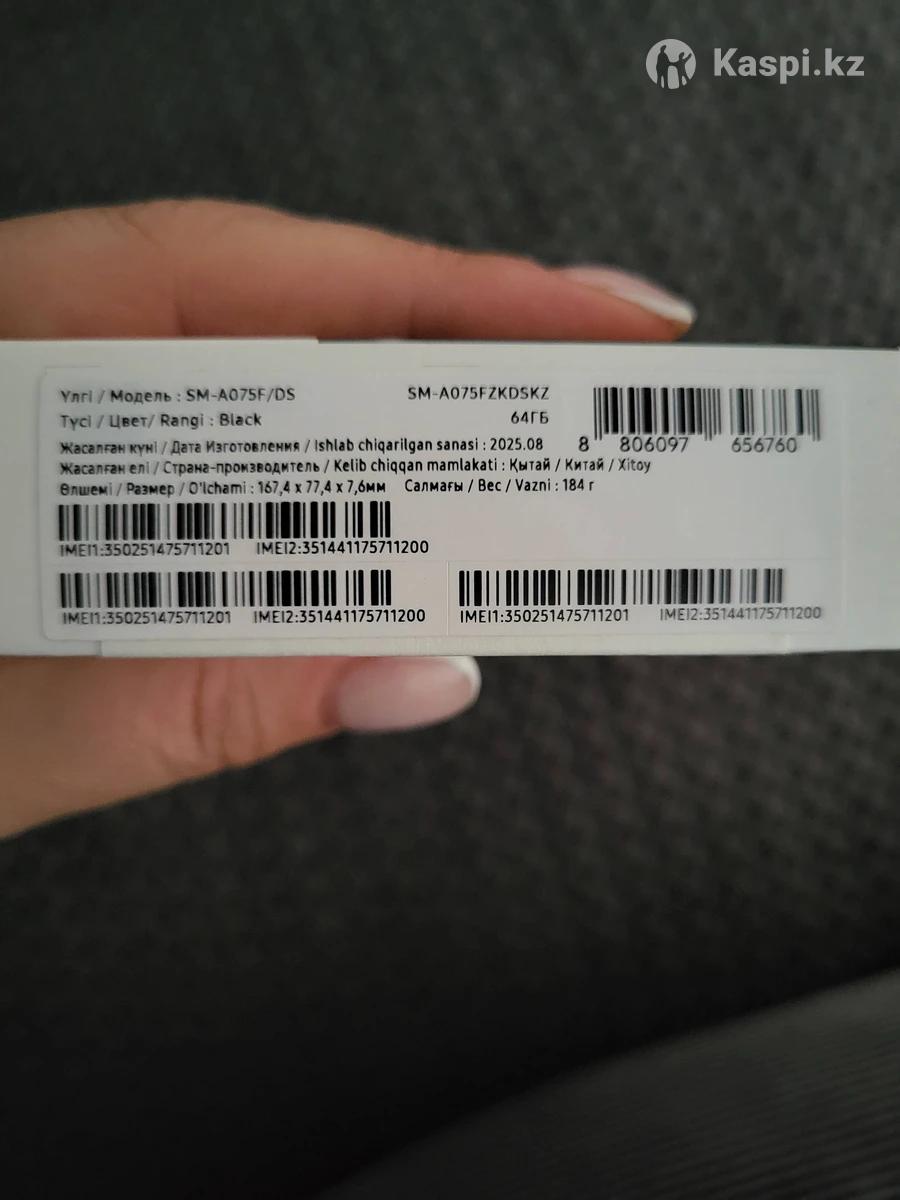 Kaspi.kz
Үлгі / Модель : SM-A075F/DS SM-A075FZKDSKZ
Түсі / Цвет/ Rangi : Black 64ГБ
Жасалған күні / Дата Изготовления / Ishlab chiqarilgan sanasi : 2025.08 8 806097 656760
Жасалған елі / Страна-производитель / Kelib chiqqan mamlakati : Қытай / Китай / Xitoy
Өлшемі / Размер / O'lchami : 167,4 x 77,4 x 7,6мм Салмағы / Вес / Vazni : 184 г
IMEI1:350251475711201 IMEI2:351441175711200
IMEI1:350251475711201 IMEI2:351441175711200 IMEI1:350251475711201 IMEI2:351441175711200